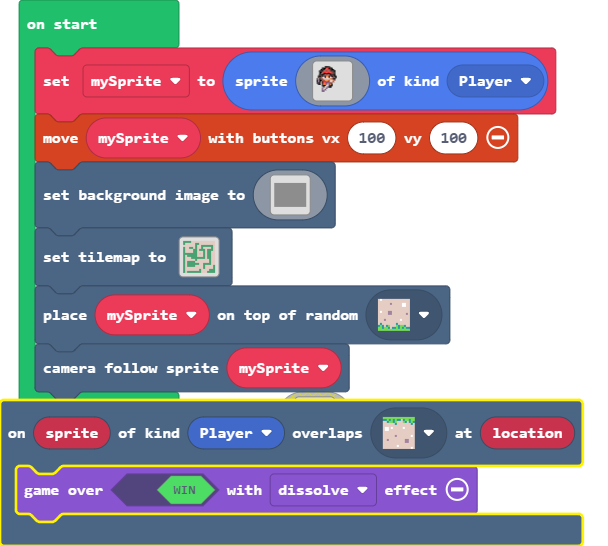 on start
set mySprite to sprite of kind Player
move mySprite with buttons vx 100 vy 100
set background image to
set tilemap to
place mySprite on top of random
camera follow sprite mySprite
on sprite of kind Player overlaps at location
game over WIN with dissolve effect